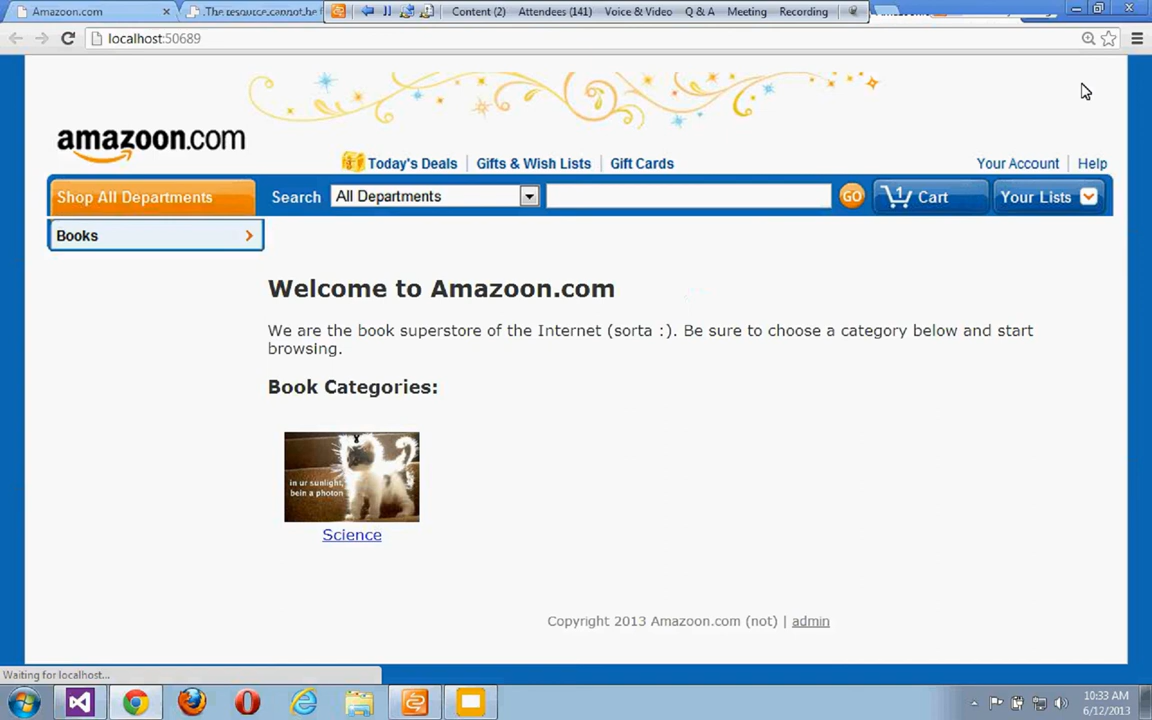 Amazoon.com
.The resource cannot be f
Content (2)
Attendees (141)
Voice & Video
Q & A
Meeting
Recording
localhost:50689
amazoon.com
Today's Deals
Gifts & Wish Lists
Gift Cards
Your Account
Help
Shop All Departments
Search
All Departments
GO
1
Cart
Your Lists
Books
Welcome to Amazoon.com
We are the book superstore of the Internet (sorta :). Be sure to choose a category below and start
browsing.
Book Categories:
in ur sunlight,
bein a photon
Science
Copyright 2013 Amazoon.com (not) | admin
Waiting for localhost...
10:33 AM
6/12/2013